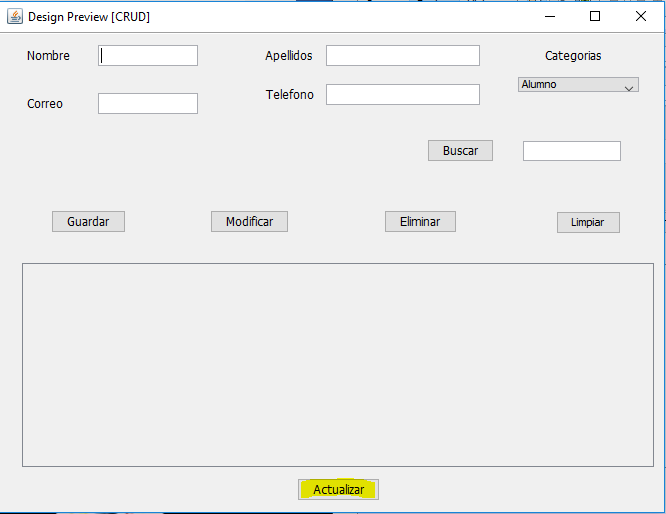 Design Preview [CRUD]
Nombre
Apellidos
Categorias
Alumno
Correo
Telefono
Buscar
Guardar
Modificar
Eliminar
Limpiar
Actualizar